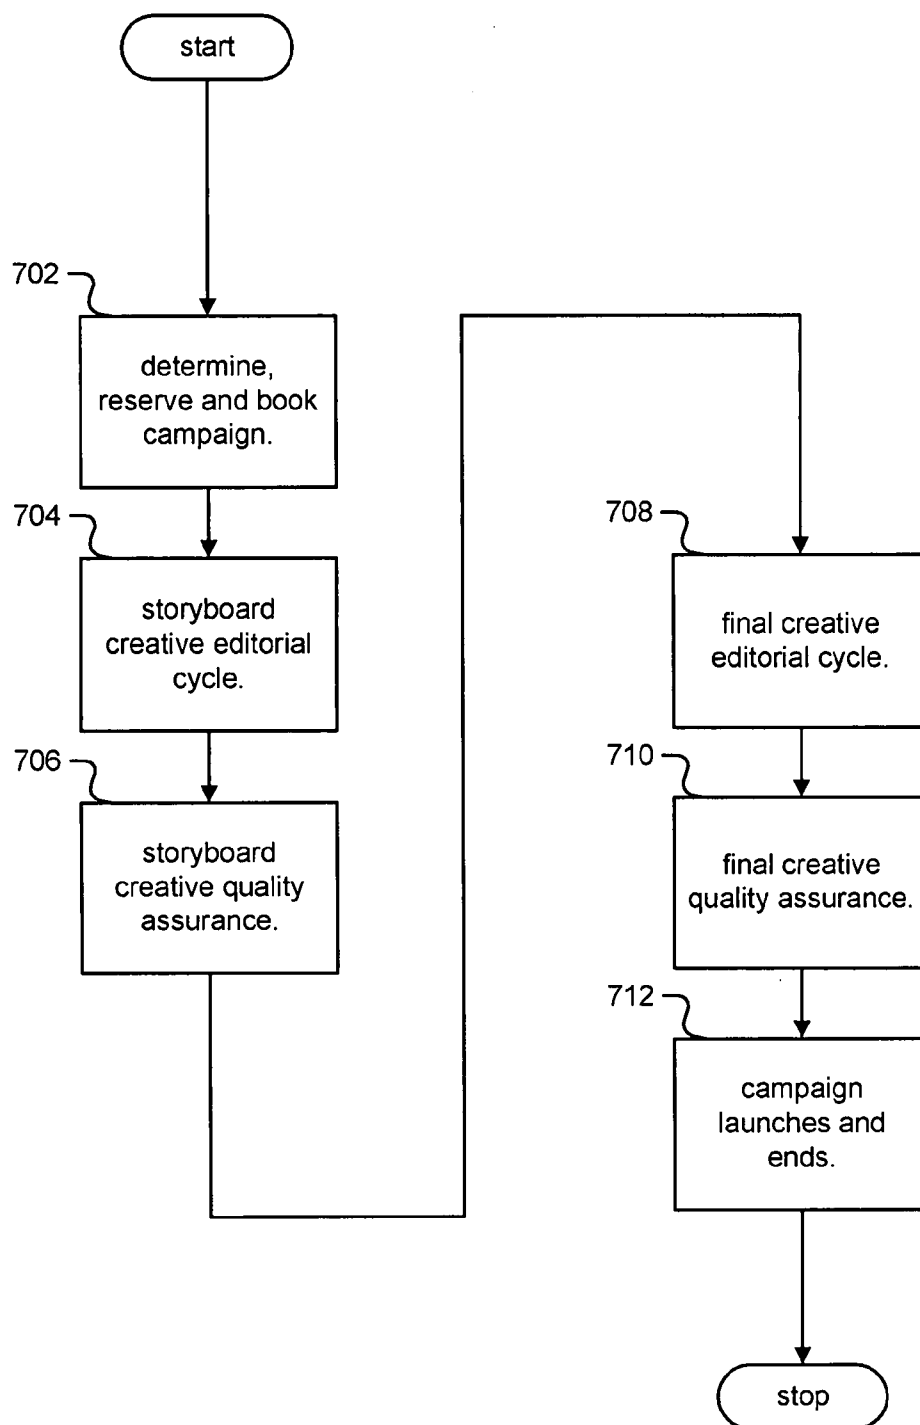 start
702
determine,
reserve and book
campaign.
704
storyboard
creative editorial
cycle.
706
storyboard
creative quality
assurance.
708
final creative
editorial cycle.
710
final creative
quality assurance.
712
campaign
launches and
ends.
stop